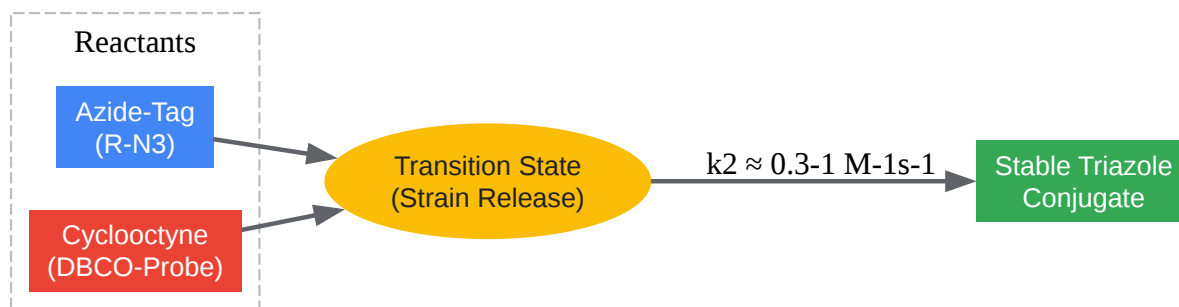 Reactants
Azide-Tag
(R-N3)
Cyclooctyne
(DBCO-Probe)
Transition State
(Strain Release)
k2 ≈ 0.3-1 M-1s-1
Stable Triazole
Conjugate